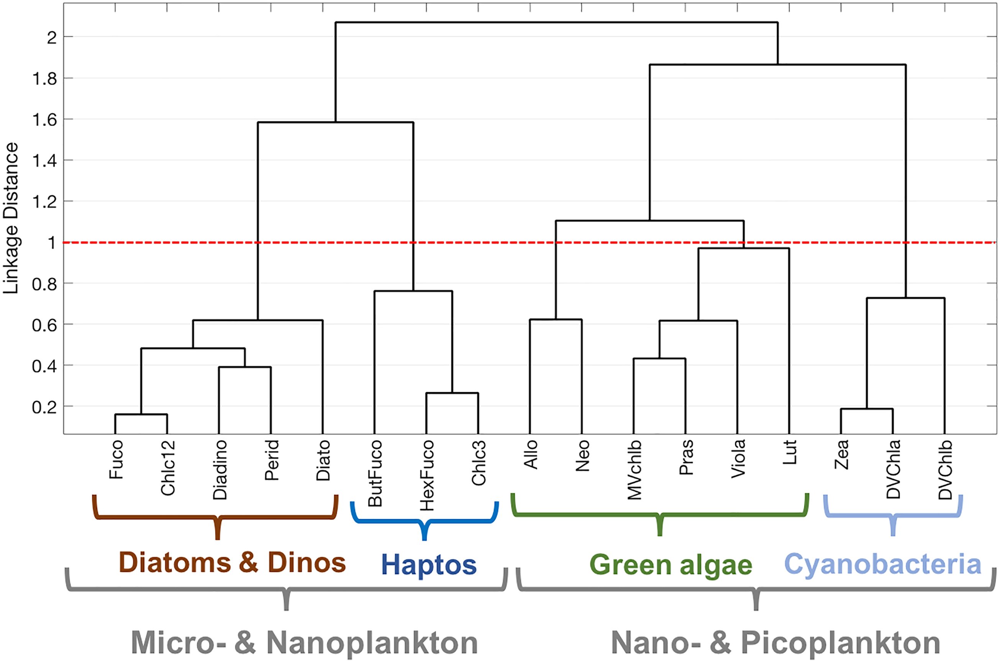 Linkage Distance
2
1.8
1.6
1.4
1.2
1
0.8
0.6
0.4
0.2
Fuco
Chlc12
Diadino
Perid
Diato
ButFuco
HexFuco
Chlc3
Allo
Neo
MVchlb
Pras
Viola
Lut
Zea
DVChla
DVChlb
Diatoms & Dinos
Haptos
Green algae
Cyanobacteria
Micro- & Nanoplankton
Nano- & Picoplankton